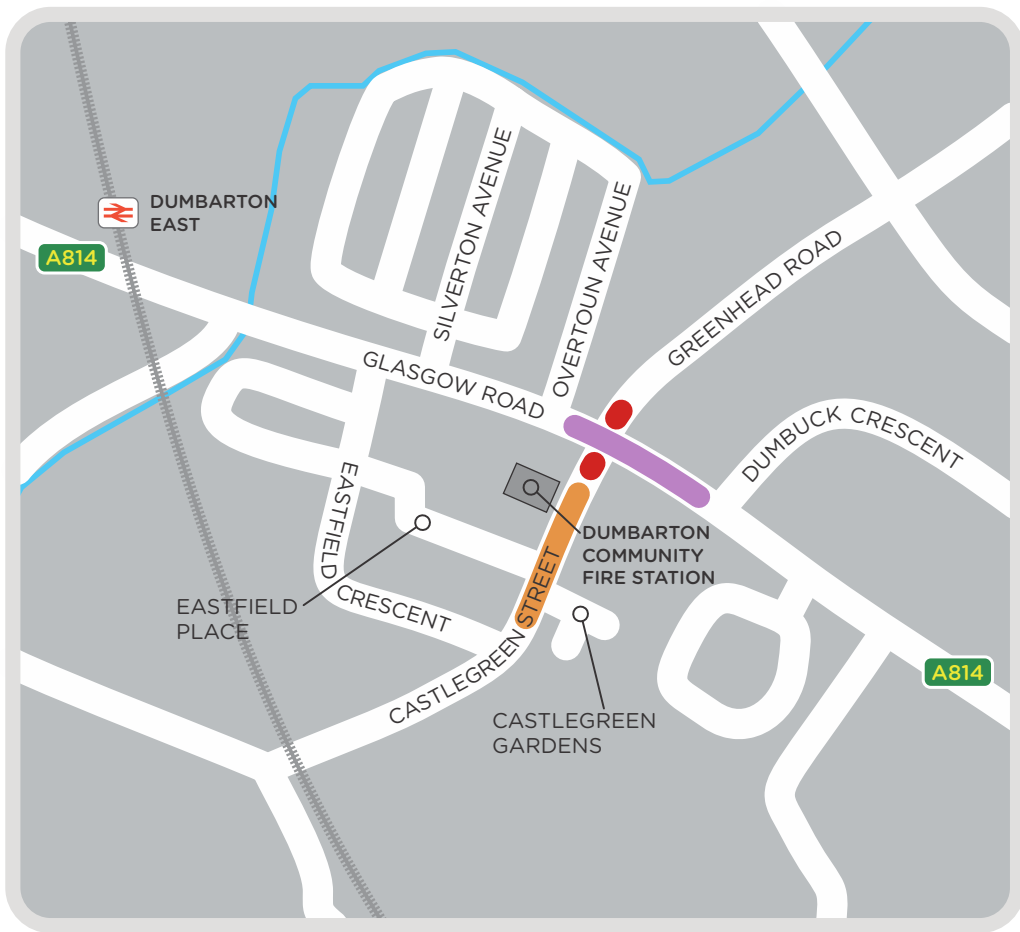 DUMBARTON
EAST
A814
SILVERTON AVENUE
OVERTOUN AVENUE
GREENHEAD ROAD
GLASGOW ROAD
DUMBUCK CRESCENT
EASTFIELD
CRESCENT
DUMBARTON
COMMUNITY
FIRE STATION
EASTFIELD
PLACE
CASTLEGREEN STREET
A814
CASTLEGREEN
GARDENS